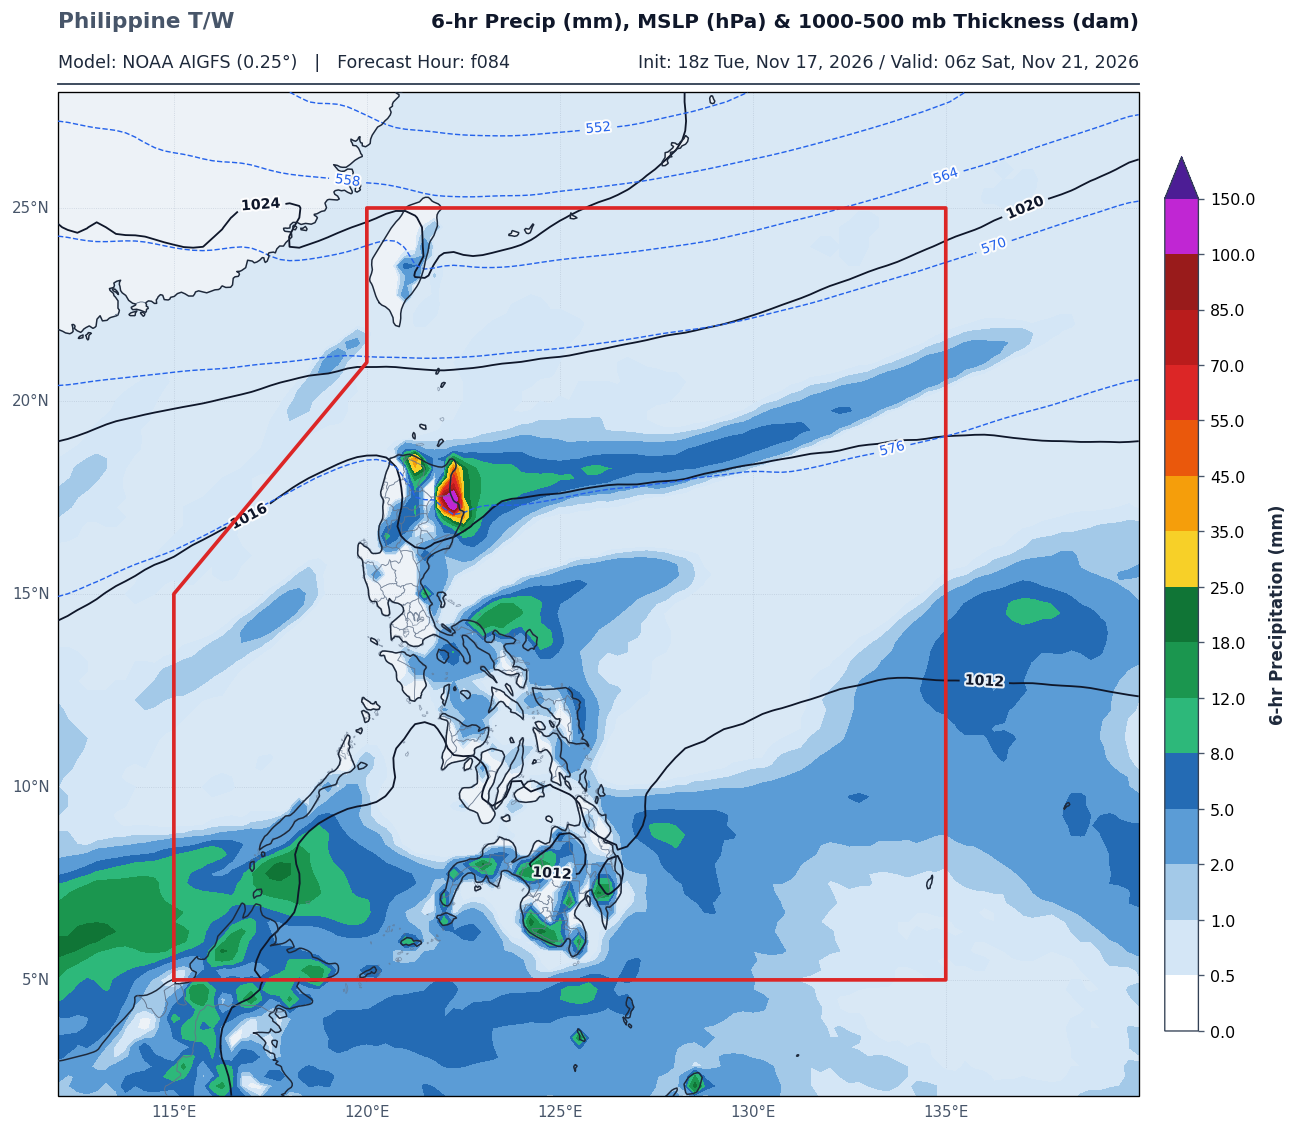 Philippine T/W
6-hr Precip (mm), MSLP (hPa) & 1000-500 mb Thickness (dam)
Model: NOAA AIGFS (0.25°) | Forecast Hour: f084
Init: 18z Tue, Nov 17, 2026 / Valid: 06z Sat, Nov 21, 2026
552
558
564
1024
1020
570
576
1016
1012
1012
25°N
20°N
15°N
10°N
5°N
115°E
120°E
125°E
130°E
135°E
150.0
100.0
85.0
70.0
55.0
45.0
35.0
25.0
18.0
12.0
8.0
5.0
2.0
1.0
0.5
0.0
6-hr Precipitation (mm)